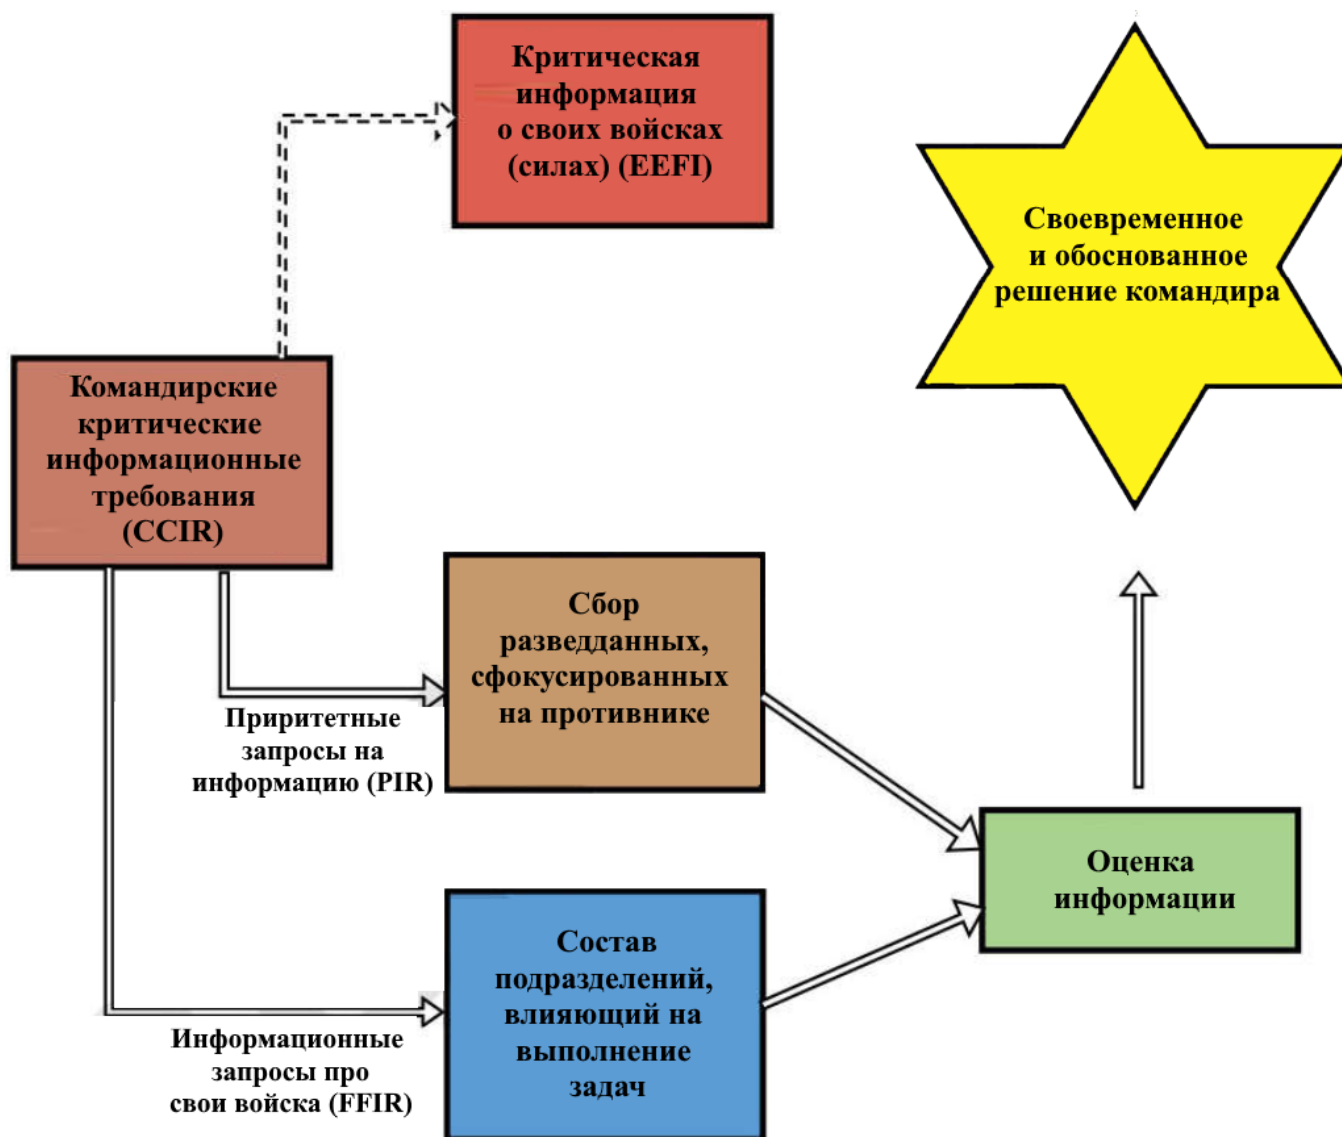 Критическая
информация
о своих войсках
(силах) (EEFI)
Своевременное
и обоснованное
решение командира
Командирские
критические
информационные
требования
(CCIR)
Сбор
разведданных,
сфокусированных
на противнике
Приритетные
запросы на
информацию (PIR)
Оценка
информации
Состав
подразделений,
влияющий на
выполнение
задач
Информационные
запросы про
свои войска (FFIR)